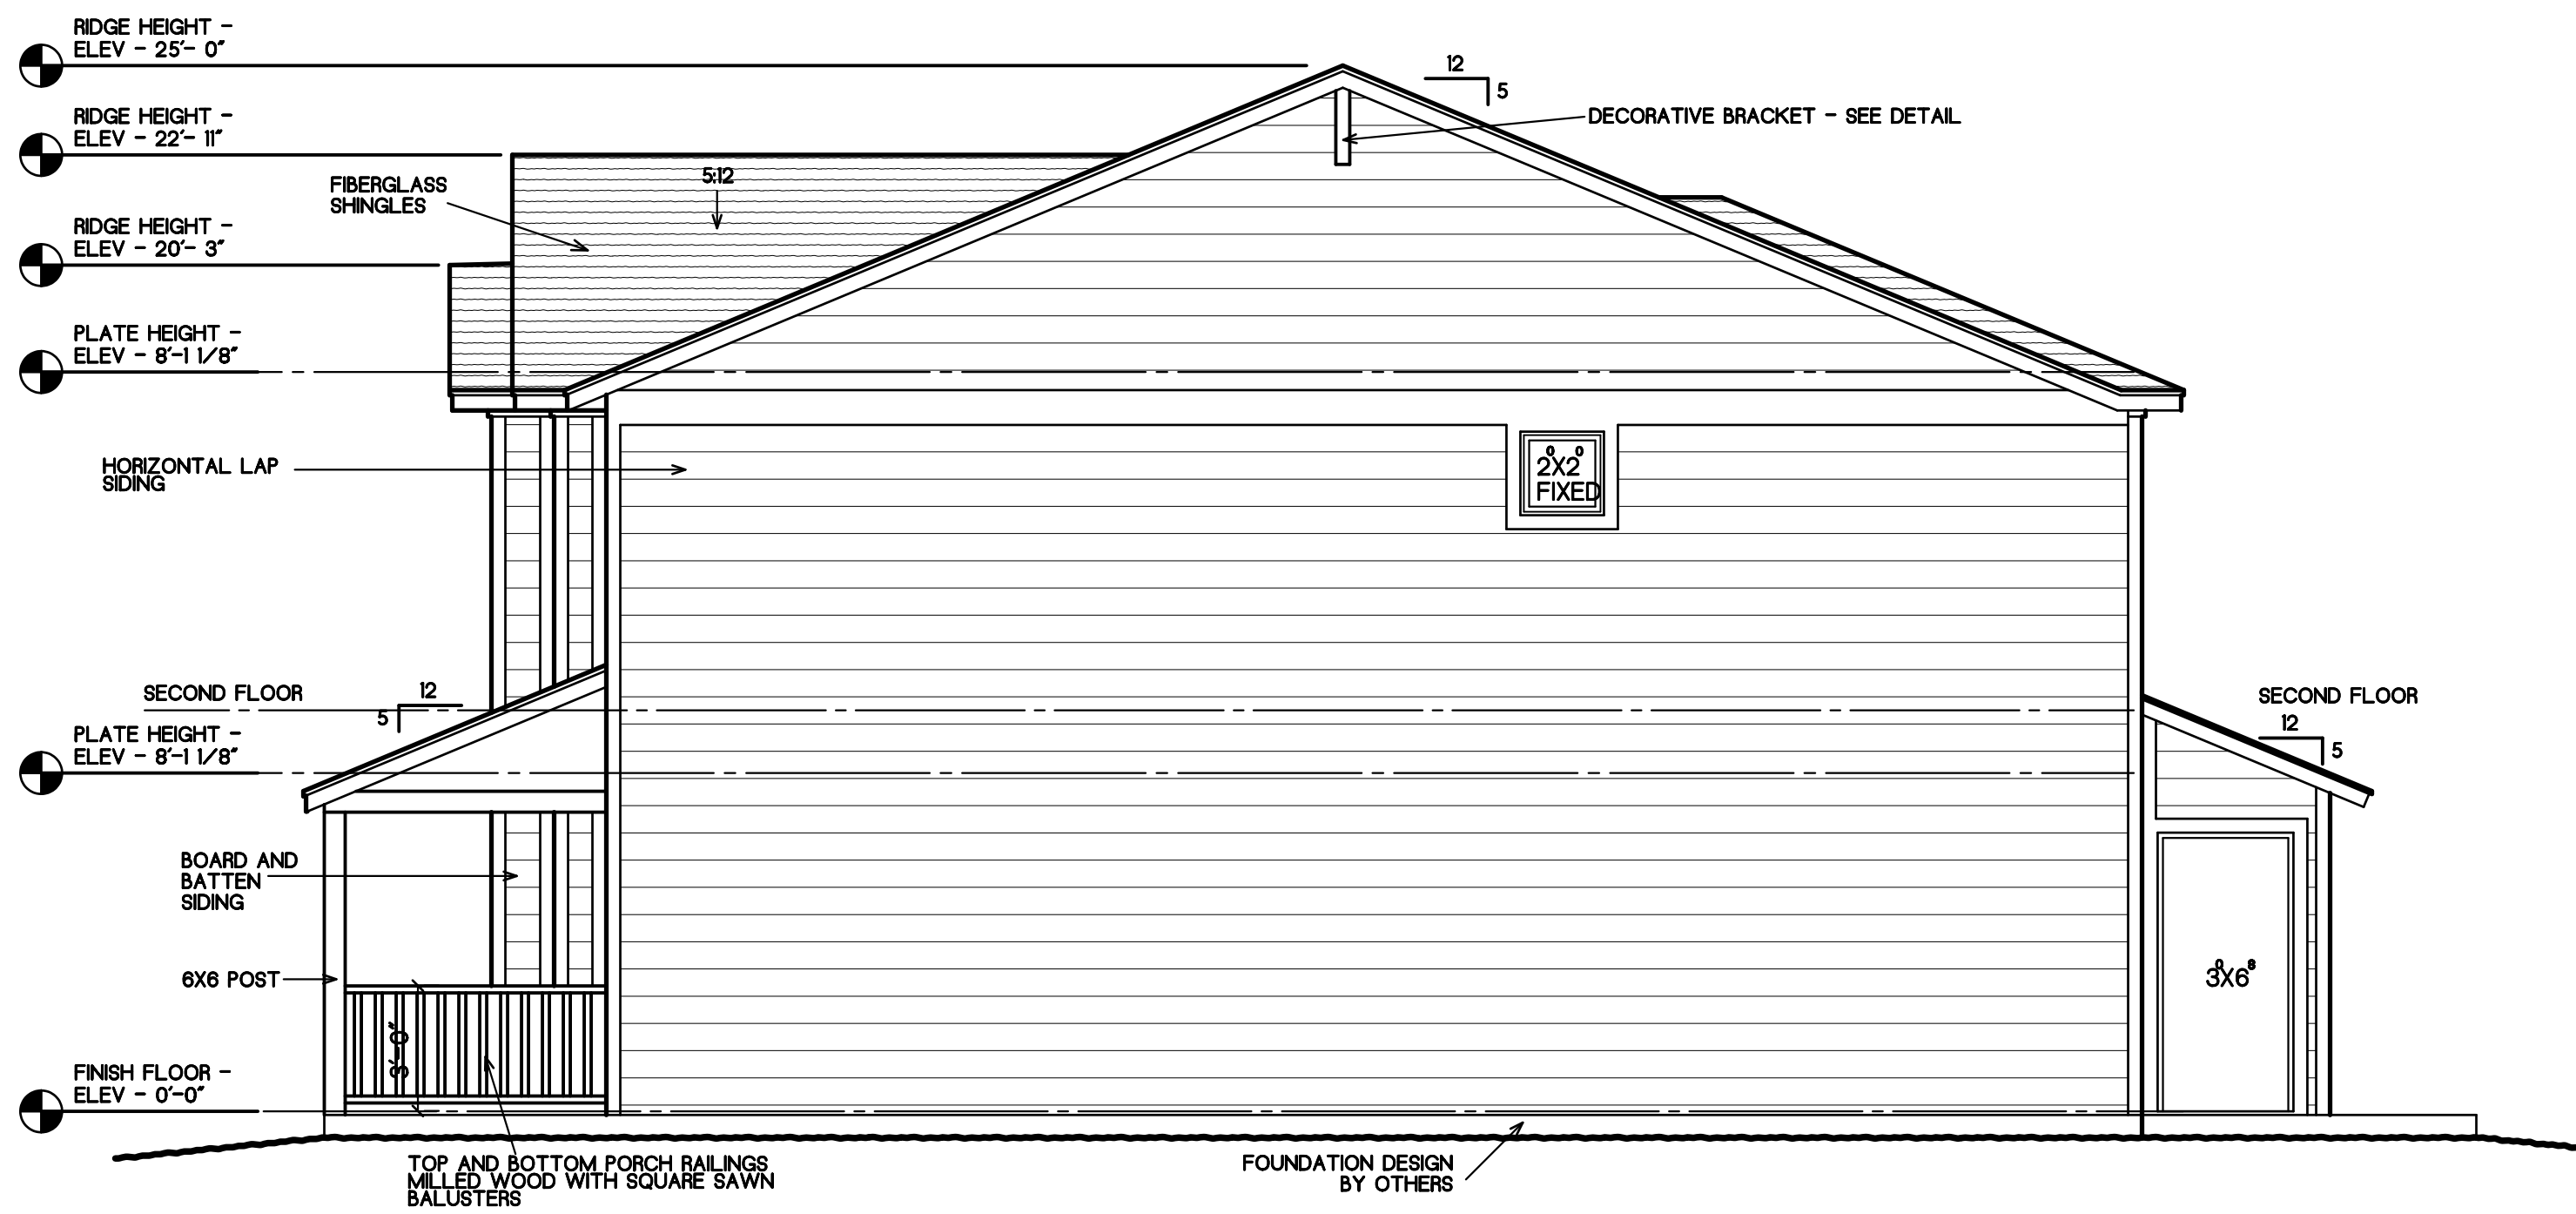 RIDGE HEIGHT -
ELEV - 25'- 0"
12
5
RIDGE HEIGHT -
ELEV - 22'- 11"
DECORATIVE BRACKET - SEE DETAIL
FIBERGLASS
SHINGLES
5:12
RIDGE HEIGHT -
ELEV - 20'- 3"
PLATE HEIGHT -
ELEV - 8'-1 1/8"
HORIZONTAL LAP
SIDING
2⁰X2⁰
FIXED
SECOND FLOOR
12
5
SECOND FLOOR
12
5
PLATE HEIGHT -
ELEV - 8'-1 1/8"
BOARD AND
BATTEN
SIDING
6X6 POST
3⁰X6⁸
3'-0"
FINISH FLOOR -
ELEV - 0'-0"
TOP AND BOTTOM PORCH RAILINGS
MILLED WOOD WITH SQUARE SAWN
BALUSTERS
FOUNDATION DESIGN
BY OTHERS